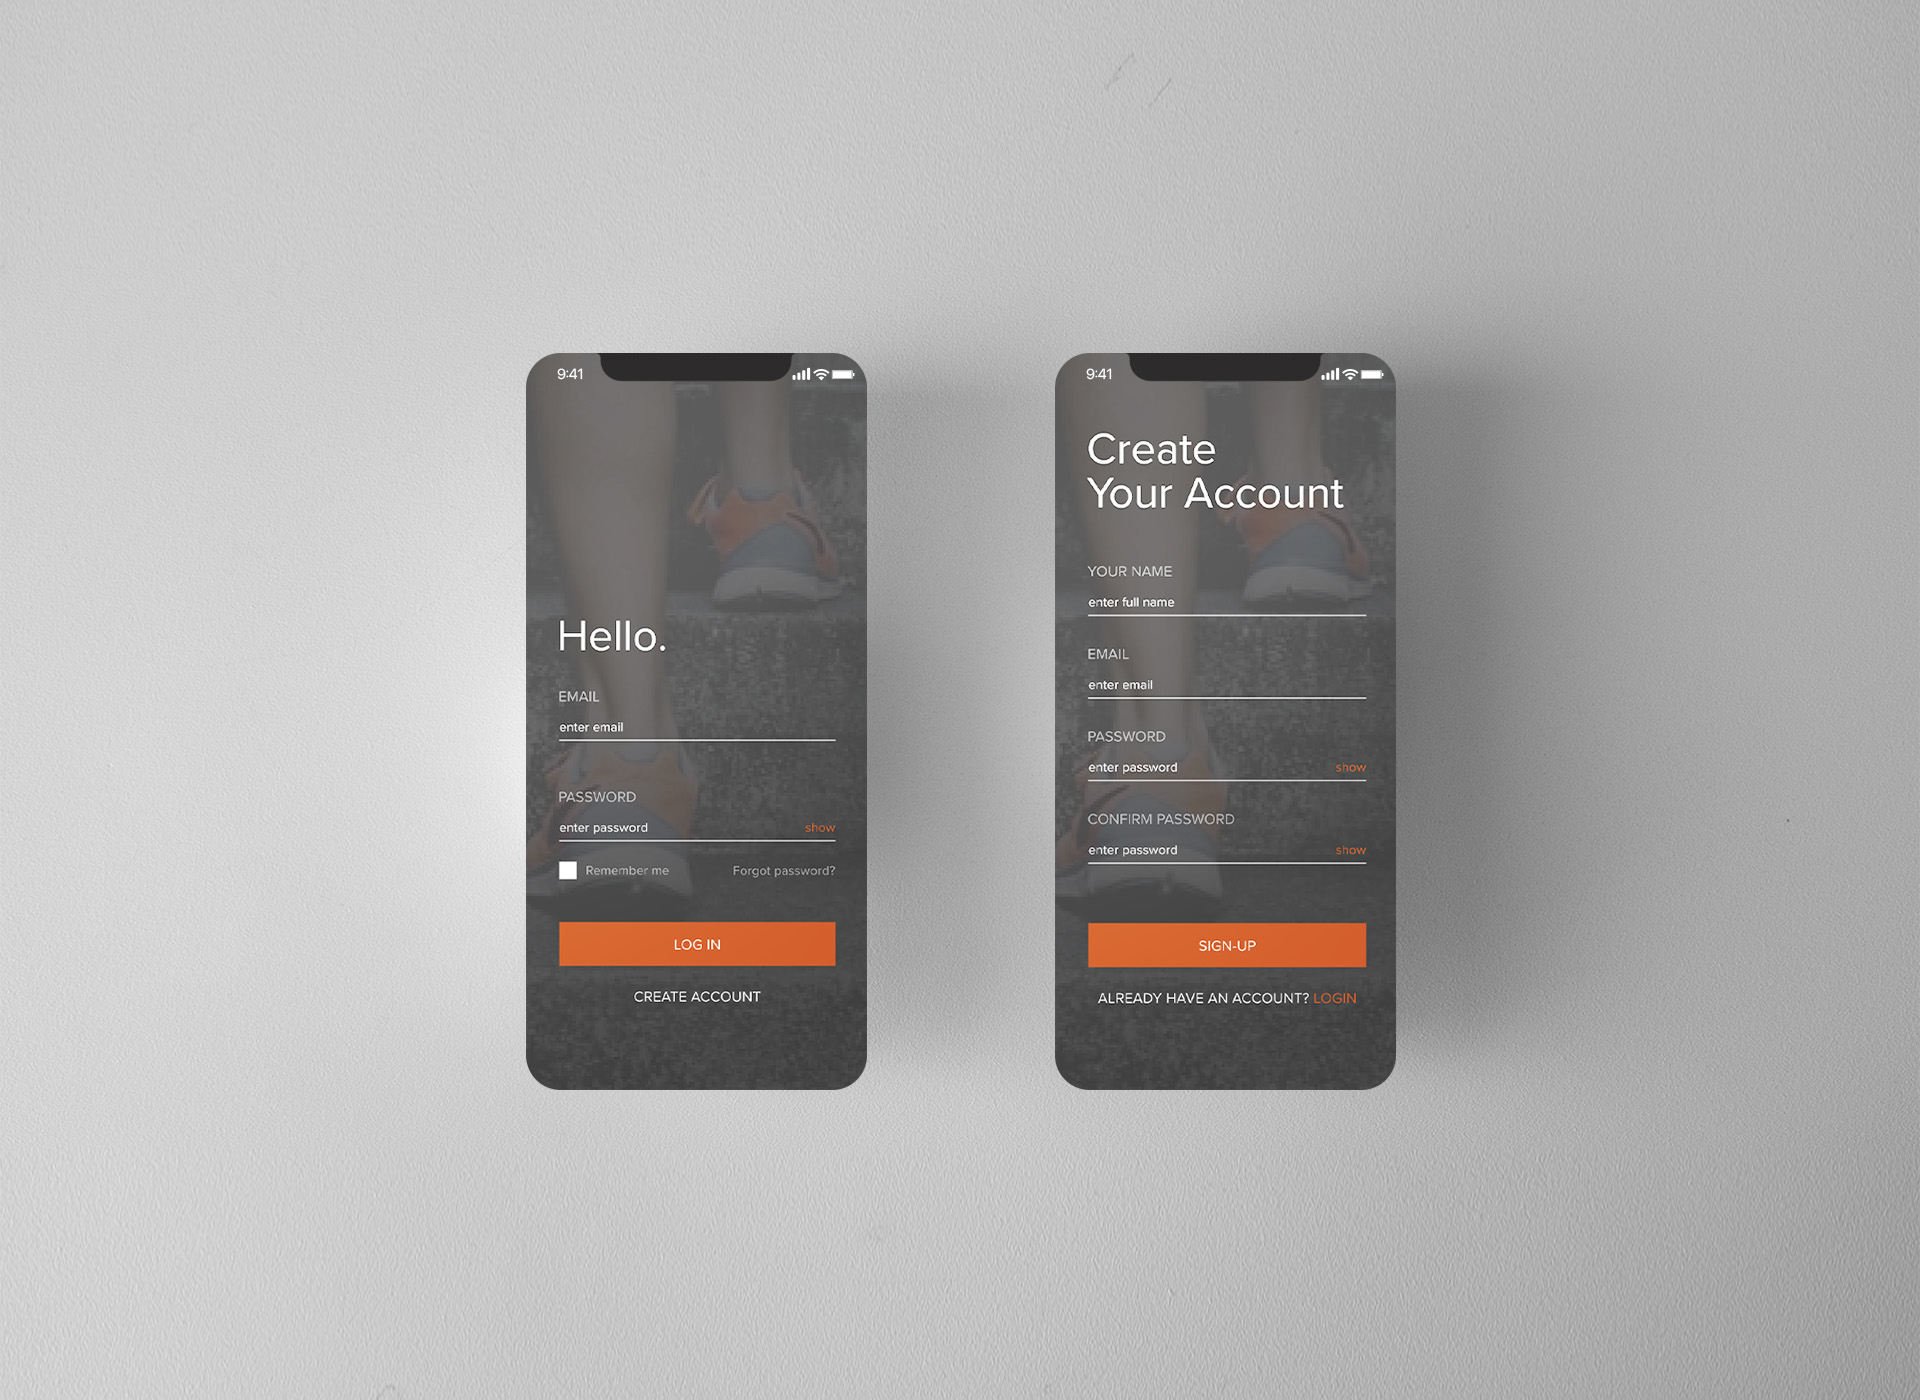 9:41
Hello.
EMAIL
enter email
PASSWORD
enter password show
Remember me Forgot password?
LOG IN
CREATE ACCOUNT
9:41
Create
Your Account
YOUR NAME
enter full name
EMAIL
enter email
PASSWORD
enter password show
CONFIRM PASSWORD
enter password show
SIGN-UP
ALREADY HAVE AN ACCOUNT? LOGIN